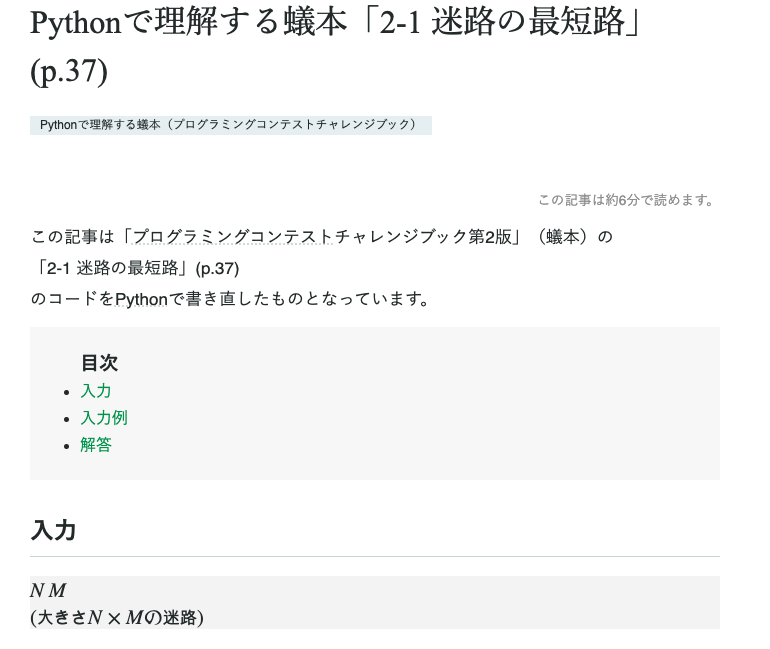 Pythonで理解する蟻本「2-1 迷路の最短路」
(p.37)
Pythonで理解する蟻本（プログラミングコンテストチャレンジブック）
この記事は約6分で読めます。
この記事は「プログラミングコンテストチャレンジブック第2版」（蟻本）の
「2-1 迷路の最短路」(p.37)
のコードをPythonで書き直したものとなっています。
目次
入力
入力例
解答
入力
N M
(大きさN × Mの迷路)